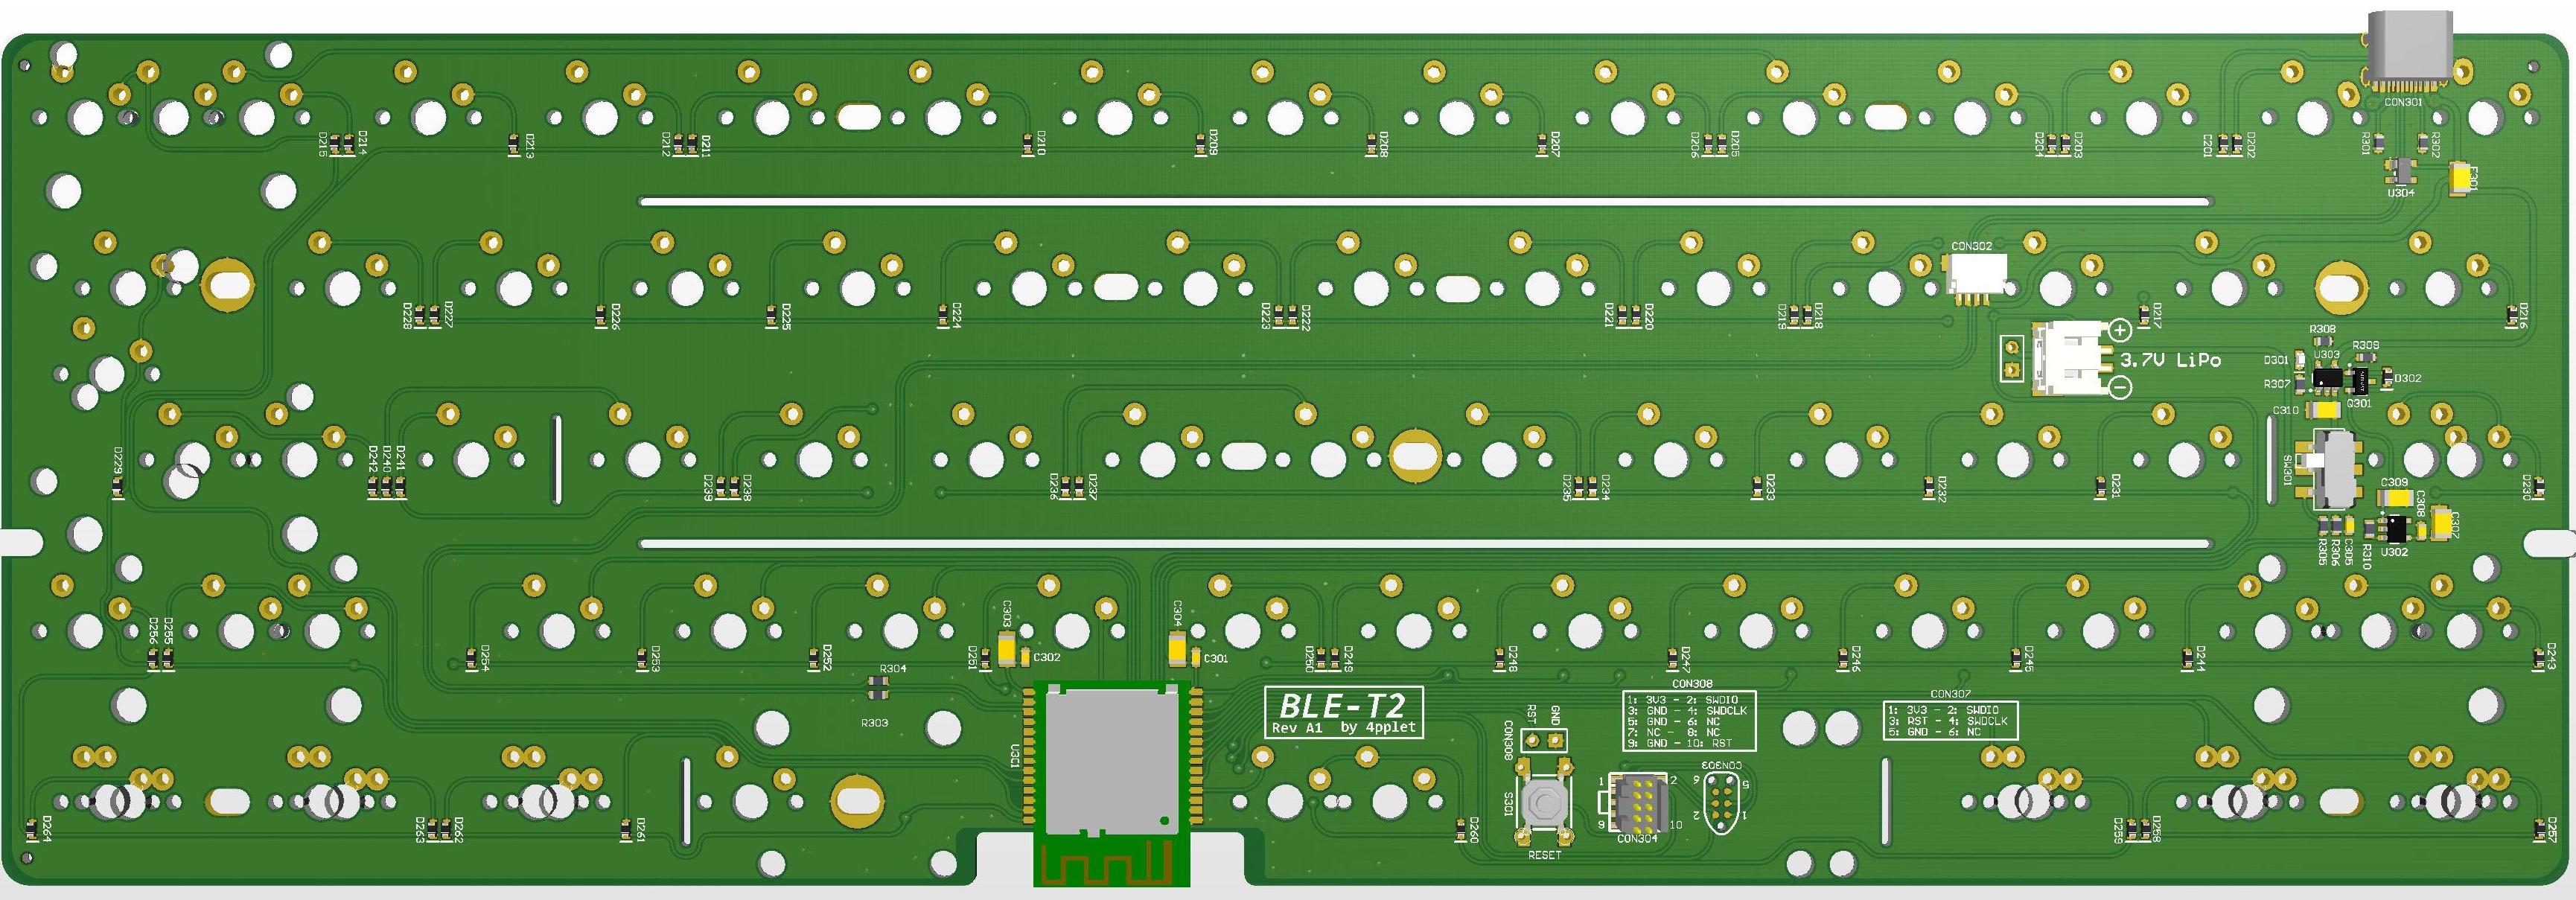 CON301
D215 D214 D213 D212 D211 D210 D209 D208 D207 D206 D205 D204 D203 D201 D202 R301 R302
U304 F301
CON302
D228 D227 D226 D225 D224 D223 D222 D221 D220 D219 D218 D217 D216
+
3.7V LiPo
−
R308
U303 R309
D301
R307 D302
C310 Q301
D229 D242 D240 D241 D239 D238 D236 D237 D235 D234 D233 D232 D231 SW301 D230
C309
C308
C307
R305 R306 C305 R310 U302
C303 C304
D256 D255 D254 D253 D252 D251 C302 C301 D250 D249 D248 D247 D246 D245 D244 D243
R304
R303
U301
BLE-T2
Rev A1 by 4pplet
RST GND
CON308
CON308
1: 3V3 - 2: SWDIO
3: GND - 4: SWDCLK
5: GND - 6: NC
7: NC - 8: NC
9: GND - 10: RST
CON307
1: 3V3 - 2: SWDIO
3: RST - 4: SWDCLK
5: GND - 6: NC
CON303
6 5
2 1
S301
RESET
1 2
10
CON304
D264 D263 D262 D261 D260 D259 D258 D257